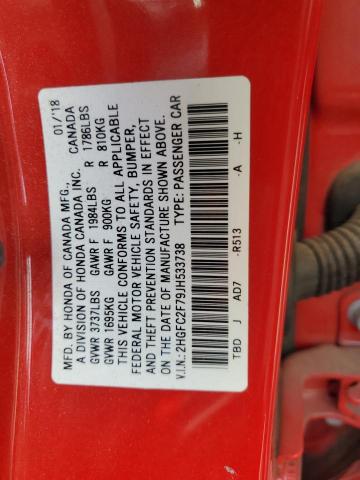 MFD. BY HONDA OF CANADA MFG., 01/'18
A DIVISION OF HONDA CANADA INC. CANADA
GVWR 3737LBS GAWR F 1984LBS R 1786LBS
GVWR 1695KG GAWR F 900KG R 810KG
THIS VEHICLE CONFORMS TO ALL APPLICABLE
FEDERAL MOTOR VEHICLE SAFETY, BUMPER,
AND THEFT PREVENTION STANDARDS IN EFFECT
ON THE DATE OF MANUFACTURE SHOWN ABOVE.
V.I.N.: 2HGFC2F79JH533738 TYPE: PASSENGER CAR
TBD J AD7 -R513 -A -H